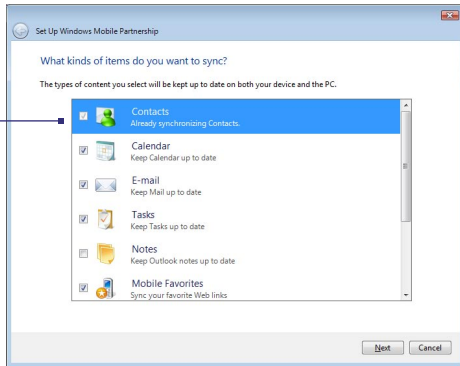 Set Up Windows Mobile Partnership
What kinds of items do you want to sync?
The types of content you select will be kept up to date on both your device and the PC.
Contacts
Already synchronizing Contacts.
Calendar
Keep Calendar up to date
E-mail
Keep Mail up to date
Tasks
Keep Tasks up to date
Notes
Keep Outlook notes up to date
Mobile Favorites
Sync your favorite Web links
Next Cancel